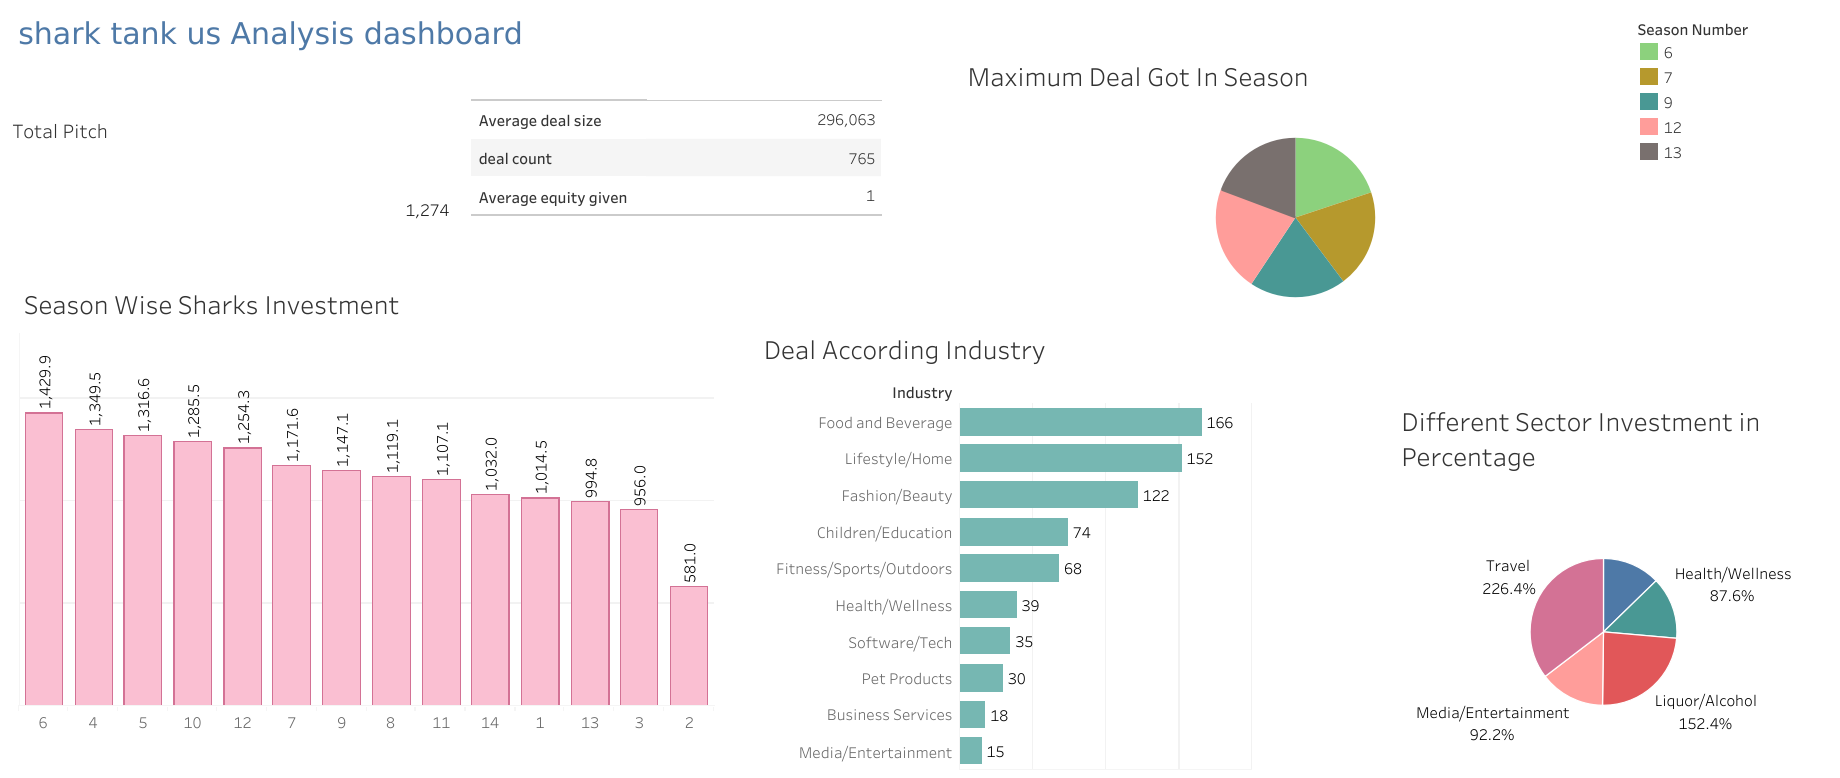 shark tank us Analysis dashboard
Total Pitch
1,274
Average deal size 296,063
deal count 765
Average equity given 1
Maximum Deal Got In Season
Season Number
6
7
9
12
13
Season Wise Sharks Investment
1,429.9 1,349.5 1,316.6 1,285.5 1,254.3 1,171.6 1,147.1 1,119.1 1,107.1 1,032.0 1,014.5 994.8 956.0 581.0
6 4 5 10 12 7 9 8 11 14 1 13 3 2
Deal According Industry
Industry
Food and Beverage 166
Lifestyle/Home 152
Fashion/Beauty 122
Children/Education 74
Fitness/Sports/Outdoors 68
Health/Wellness 39
Software/Tech 35
Pet Products 30
Business Services 18
Media/Entertainment 15
Different Sector Investment in
Percentage
Travel
226.4%
Health/Wellness
87.6%
Liquor/Alcohol
152.4%
Media/Entertainment
92.2%